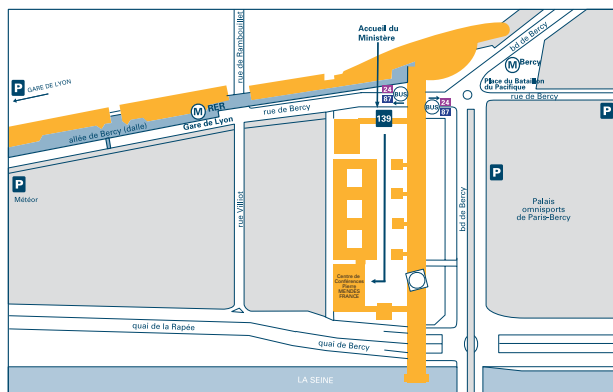 Accueil du
Ministère
rue de Rambouillet
bd de Bercy
M Bercy
Place du Bataillon
du Pacifique
P
GARE DE LYON
M RER
Gare de Lyon
rue de Bercy
24
87
BUS
BUS
24
87
rue de Bercy
P
139
allée de Bercy (dalle)
P
Météor
P
rue Villiot
bd de Bercy
Palais
omnisports
de Paris-Bercy
Centre de
Conférences
Pierre
MENDÈS
FRANCE
quai de la Rapée
quai de Bercy
LA SEINE